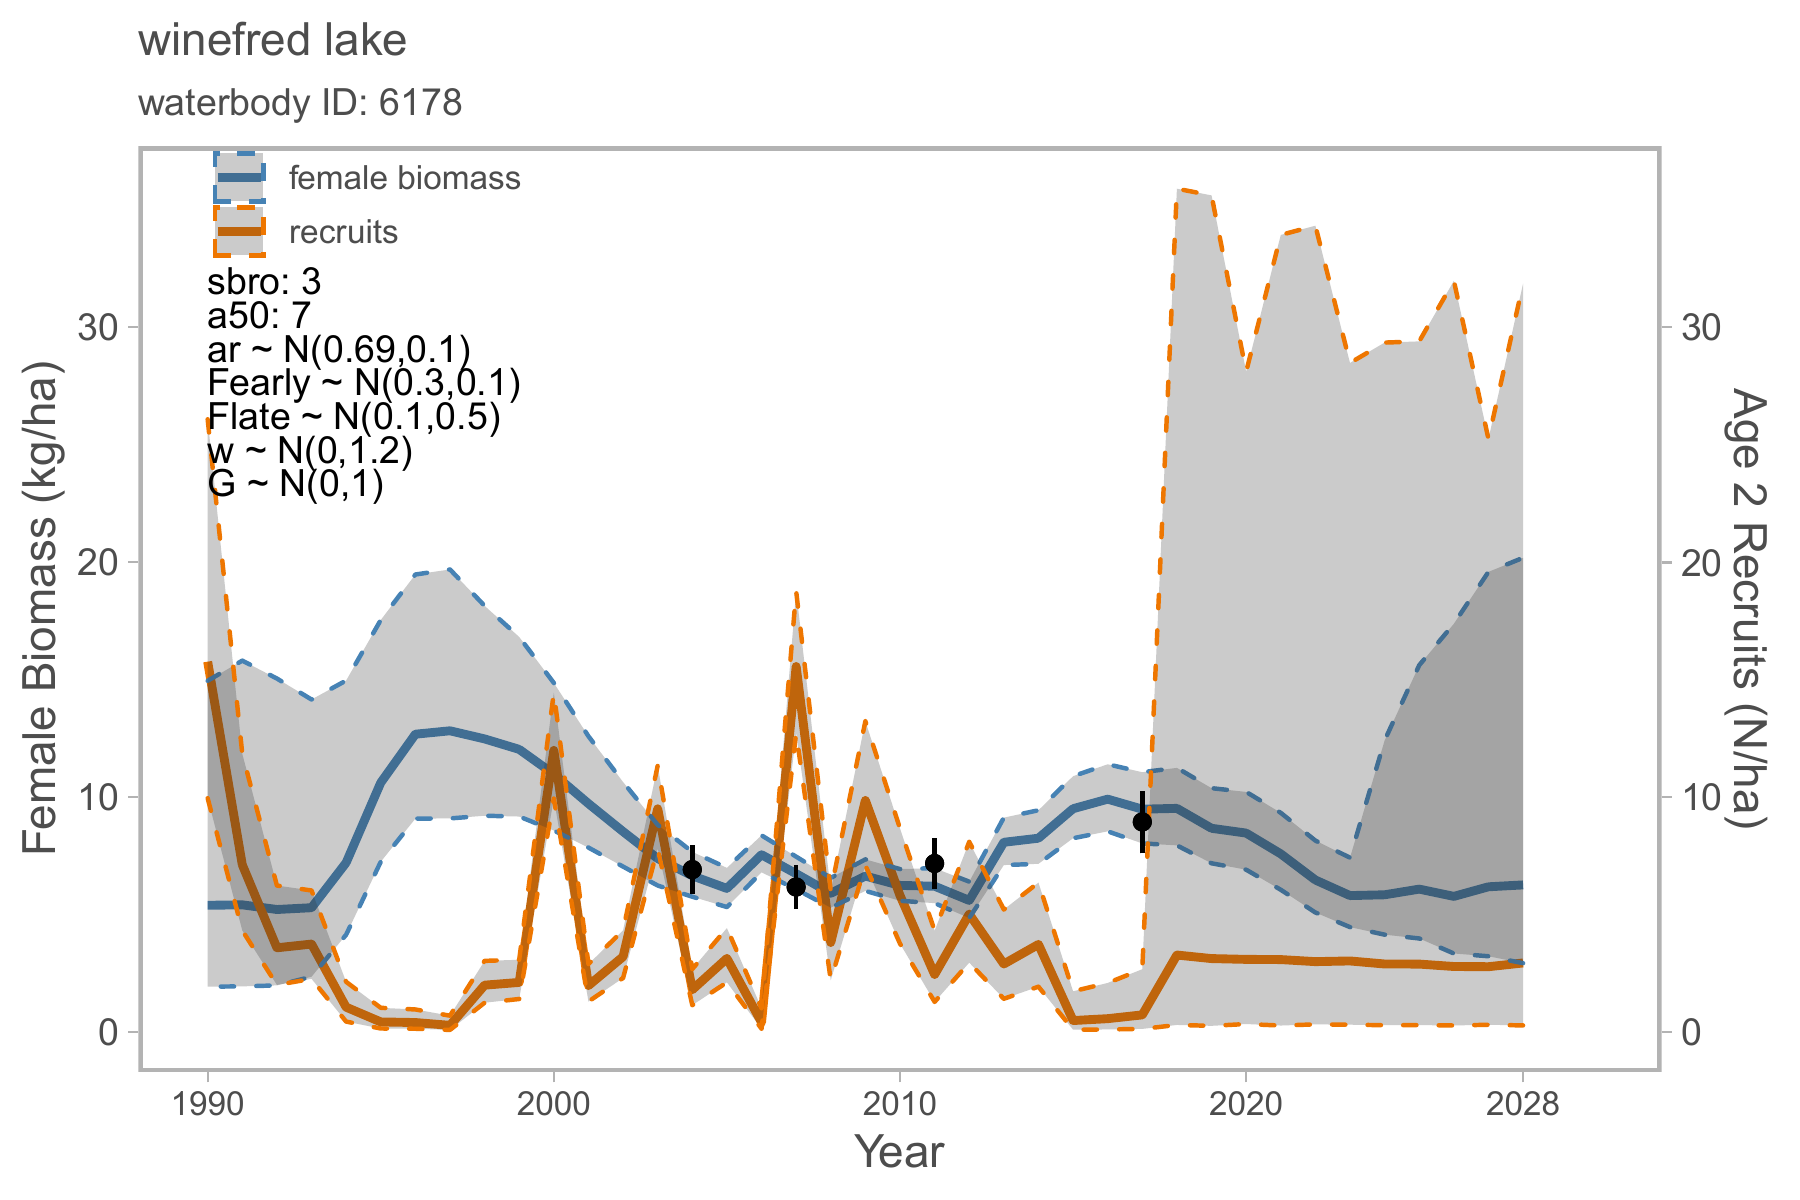 winefred lake
waterbody ID: 6178
female biomass
recruits
sbro: 3
a50: 7
ar ~ N(0.69,0.1)
Fearly ~ N(0.3,0.1)
Flate ~ N(0.1,0.5)
w ~ N(0,1.2)
G ~ N(0,1)
Female Biomass (kg/ha)
30
20
10
0
30
20
10
0
Age 2 Recruits (N/ha)
1990
2000
2010
2020
2028
Year